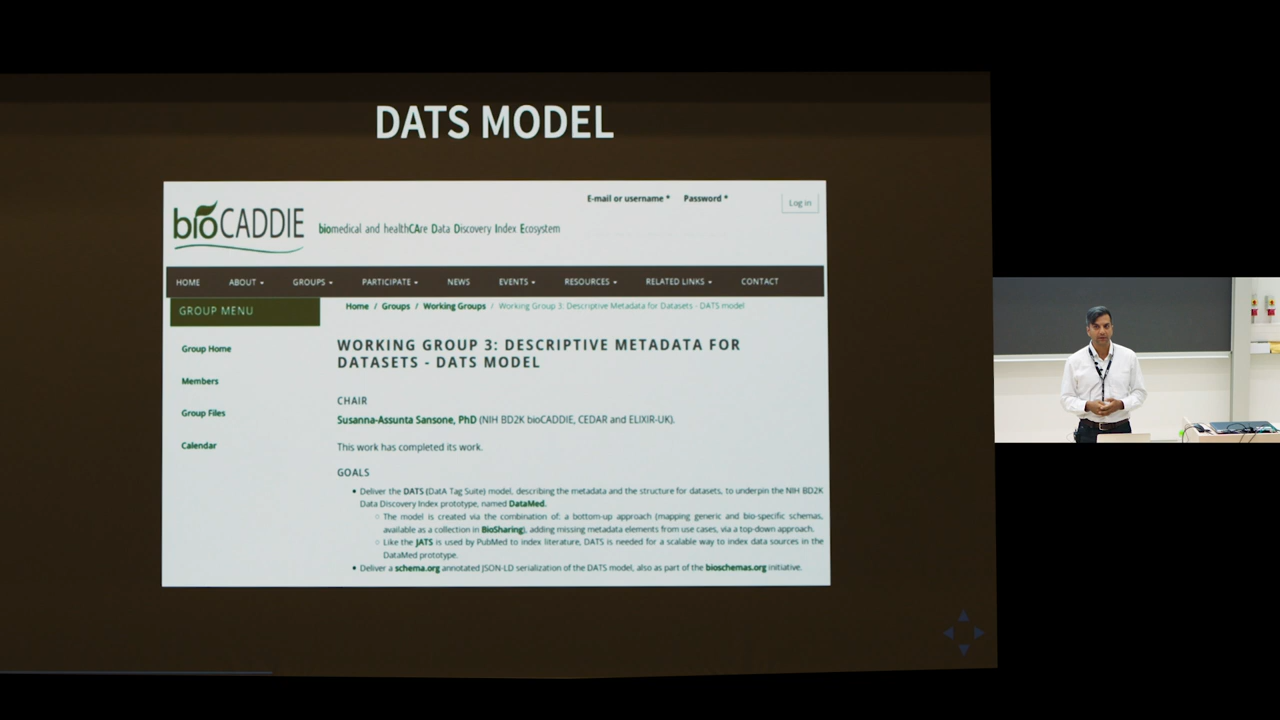 DATS MODEL
E-mail or username * Password *
Log in
bioCADDIE
biomedical and healthCAre Data Discovery Index Ecosystem
HOME ABOUT GROUPS PARTICIPATE NEWS EVENTS RESOURCES RELATED LINKS CONTACT
GROUP MENU
Home / Groups / Working Groups / Working Group 3: Descriptive Metadata for Datasets - DATS model
Group Home
Members
Group Files
Calendar
WORKING GROUP 3: DESCRIPTIVE METADATA FOR
DATASETS - DATS MODEL
CHAIR
Susanna-Assunta Sansone, PhD (NIH BD2K bioCADDIE, CEDAR and ELIXIR-UK).
This work has completed its work.
GOALS
• Deliver the DATS (DatA Tag Suite) model, describing the metadata and the structure for datasets, to underpin the NIH BD2K
Data Discovery Index prototype, named DataMed.
○ The model is created via the combination of: a bottom-up approach (mapping generic and bio-specific schemas,
available as a collection in BioSharing), adding missing metadata elements from use cases, via a top-down approach.
○ Like the JATS is used by PubMed to index literature, DATS is needed for a scalable way to index data sources in the
DataMed prototype.
• Deliver a schema.org annotated JSON-LD serialization of the DATS model, also as part of the bioschemas.org initiative.